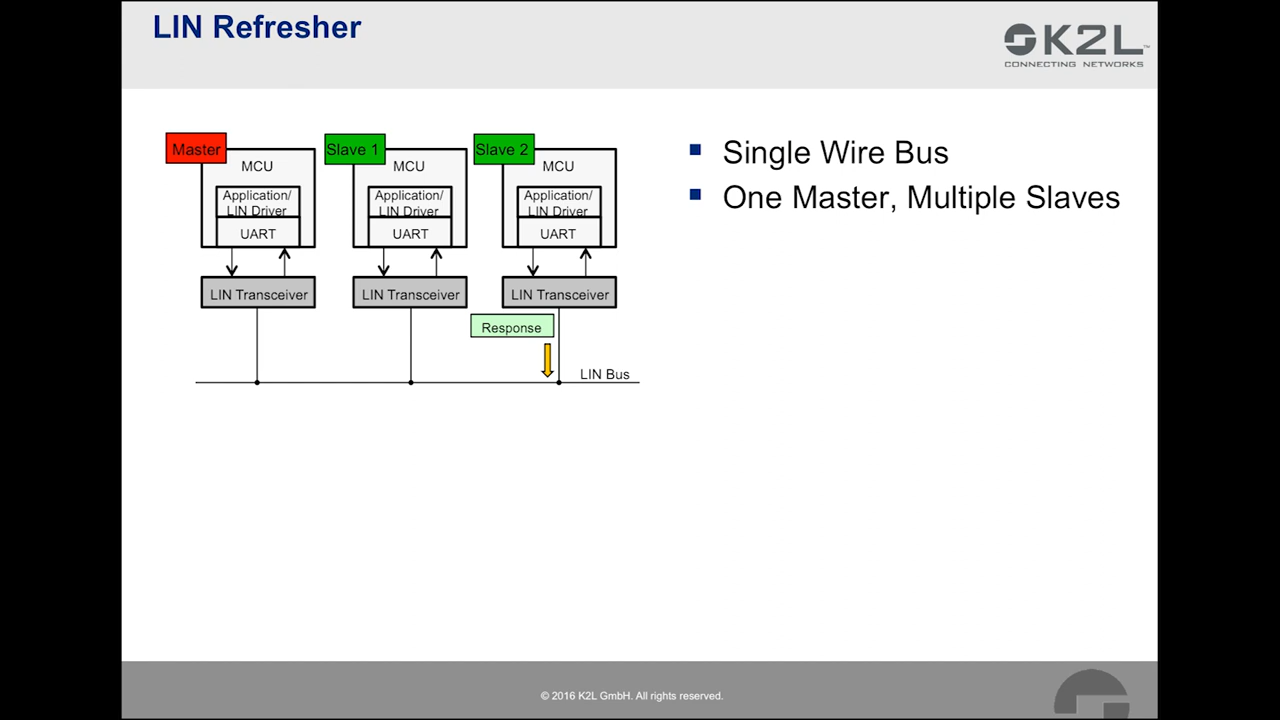 LIN Refresher
K2L
CONNECTING NETWORKS
Master
MCU
Application/
LIN Driver
UART
LIN Transceiver
Slave 1
MCU
Application/
LIN Driver
UART
LIN Transceiver
Slave 2
MCU
Application/
LIN Driver
UART
LIN Transceiver
Response
LIN Bus
Single Wire Bus
One Master, Multiple Slaves
© 2016 K2L GmbH. All rights reserved.